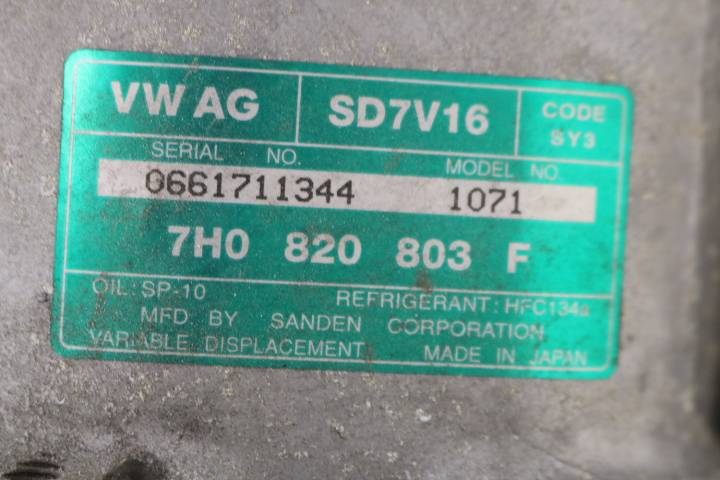 VW AG SD7V16 CODE SY3
SERIAL NO. MODEL NO.
0661711344 1071
7H0 820 803 F
OIL: SP-10 REFRIGERANT: HFC134a
MFD BY SANDEN CORPORATION
VARIABLE DISPLACEMENT MADE IN JAPAN